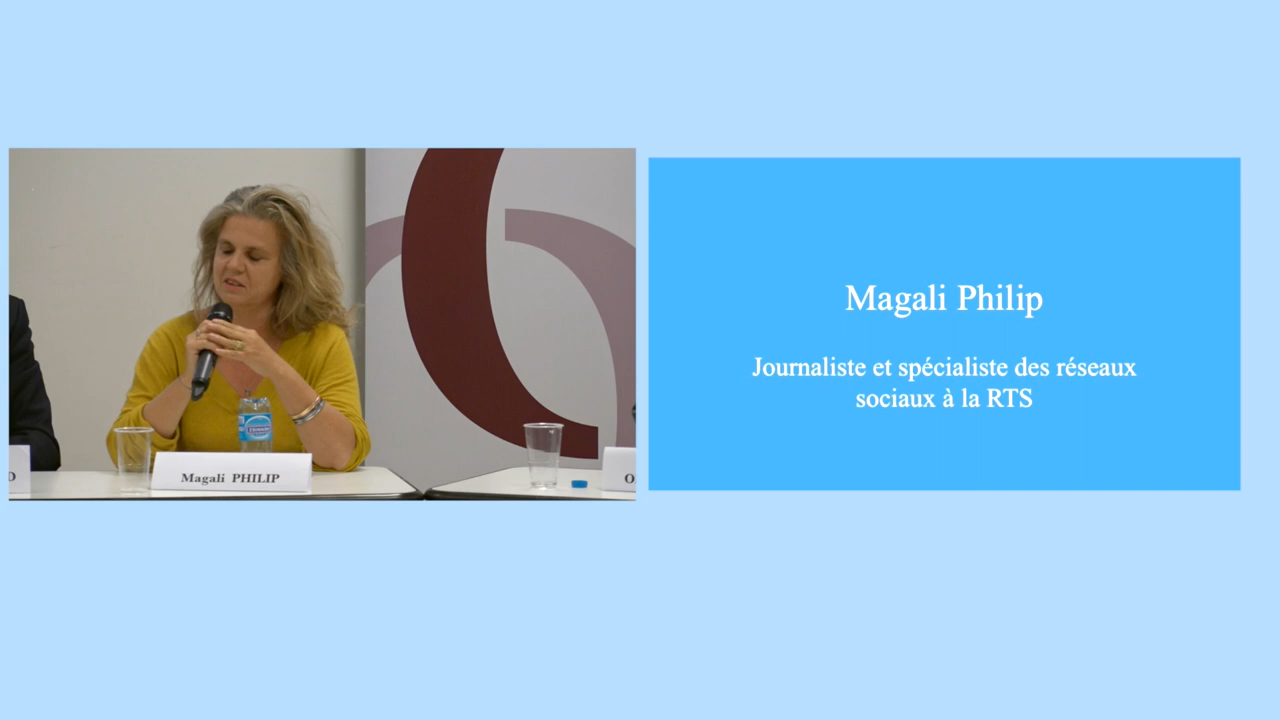 Magali PHILIP
O
O
Magali Philip
Journaliste et spécialiste des réseaux
sociaux à la RTS